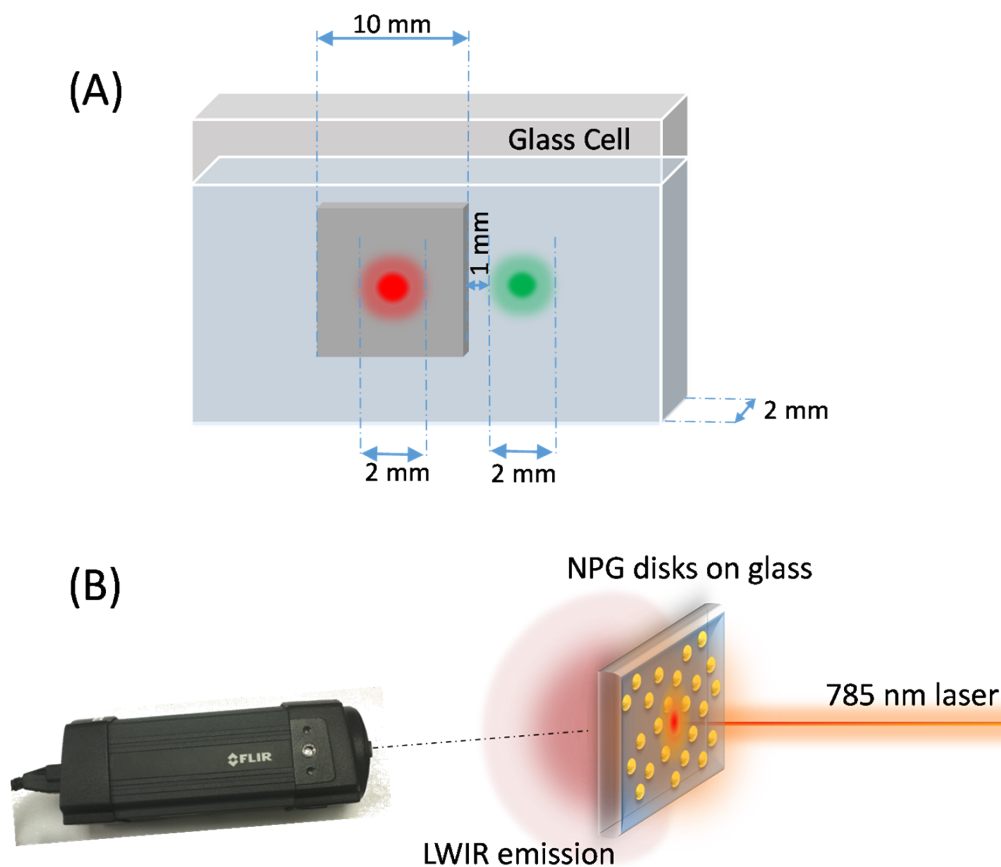 (A)
10 mm
Glass Cell
1 mm
2 mm
2 mm
2 mm
(B)
NPG disks on glass
785 nm laser
FLIR
LWIR emission